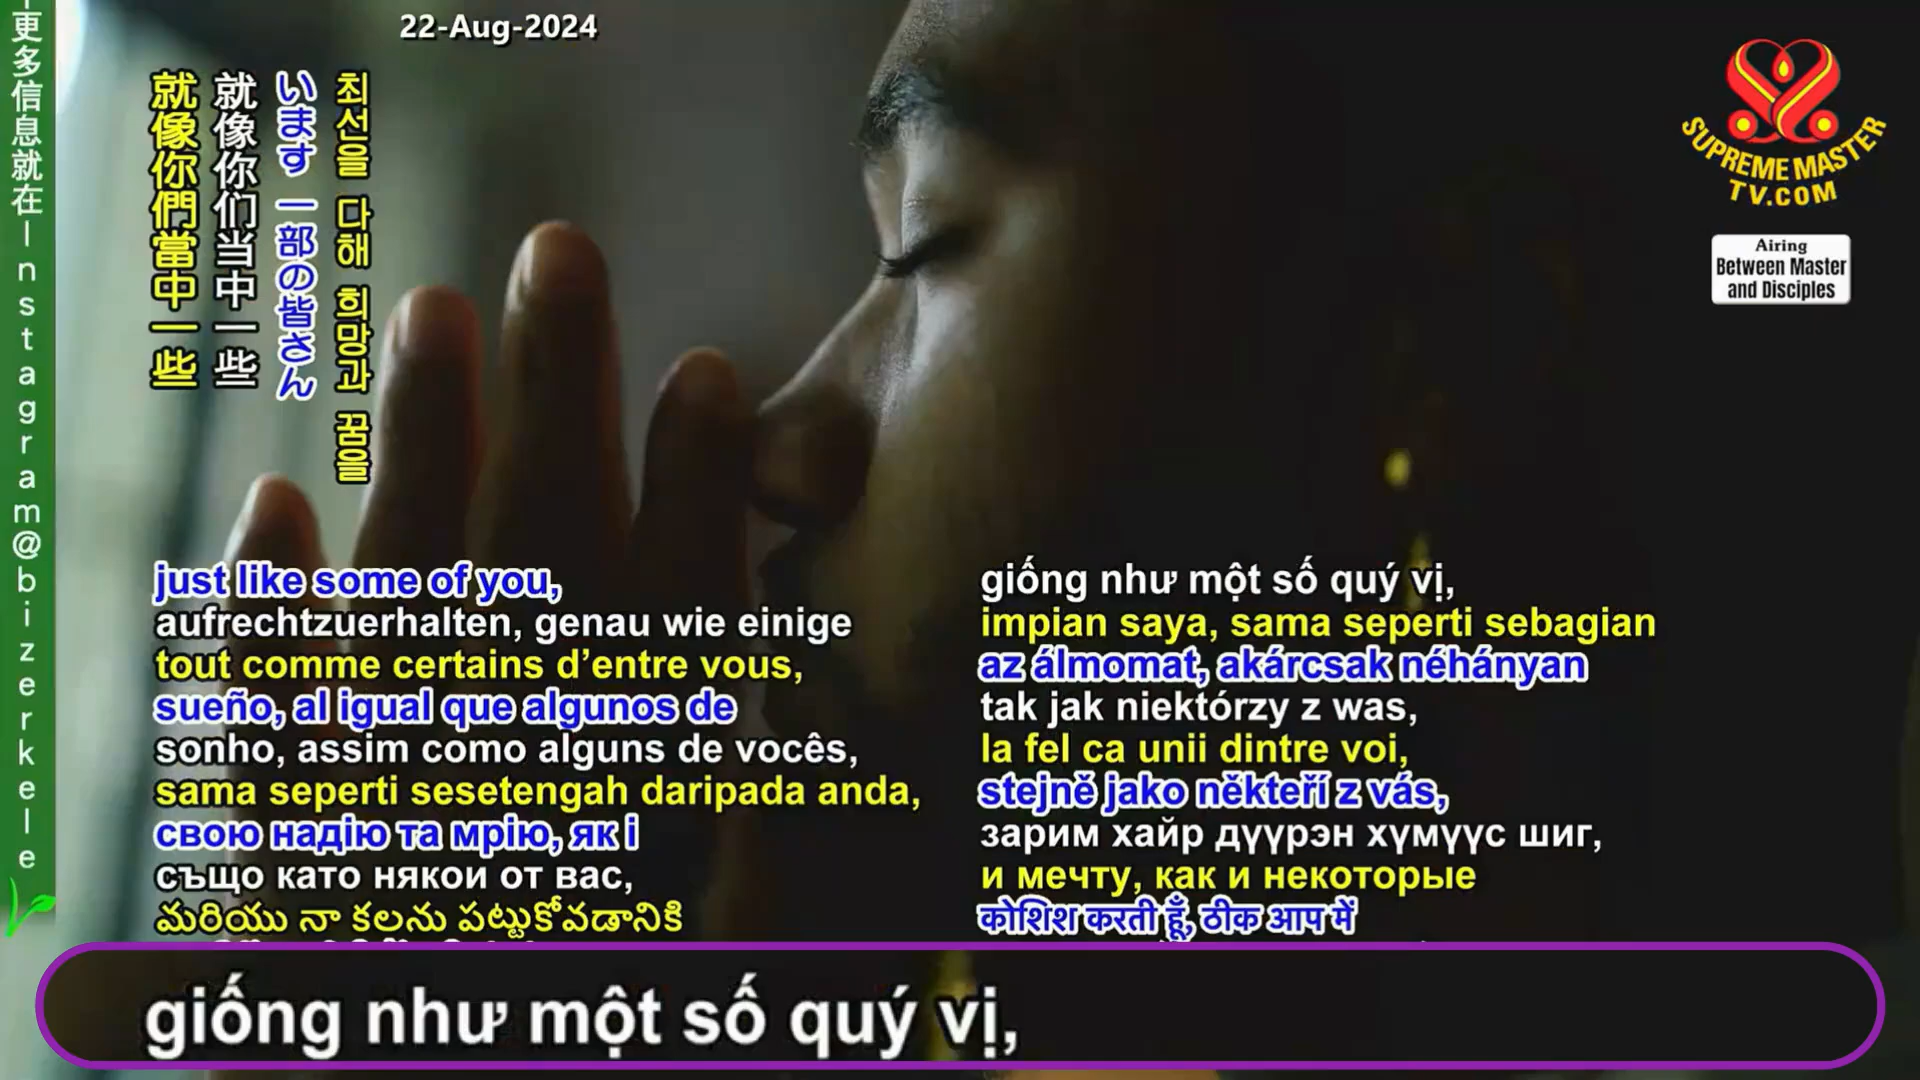 更多信息就在Instagram@bizerkele
22-Aug-2024
就像你們當中一些
就像你们当中一些
います 一部の皆さん
최선을 다해 희망과 꿈을
SUPREME MASTER
TV.COM
Airing
Between Master
and Disciples
just like some of you,
aufrechtzuerhalten, genau wie einige
tout comme certains d’entre vous,
sueño, al igual que algunos de
sonho, assim como alguns de vocês,
sama seperti sesetengah daripada anda,
свою надію та мрію, як і
също като някои от вас,
మరియు నా కలను పట్టుకోవడానికి
giống như một số quý vị,
impian saya, sama seperti sebagian
az álmomat, akárcsak néhányan
tak jak niektórzy z was,
la fel ca unii dintre voi,
stejně jako někteří z vás,
зарим хайр дүүрэн хүмүүс шиг,
и мечту, как и некоторые
कोशिश करती हूँ, ठीक आप में
giống như một số quý vị,